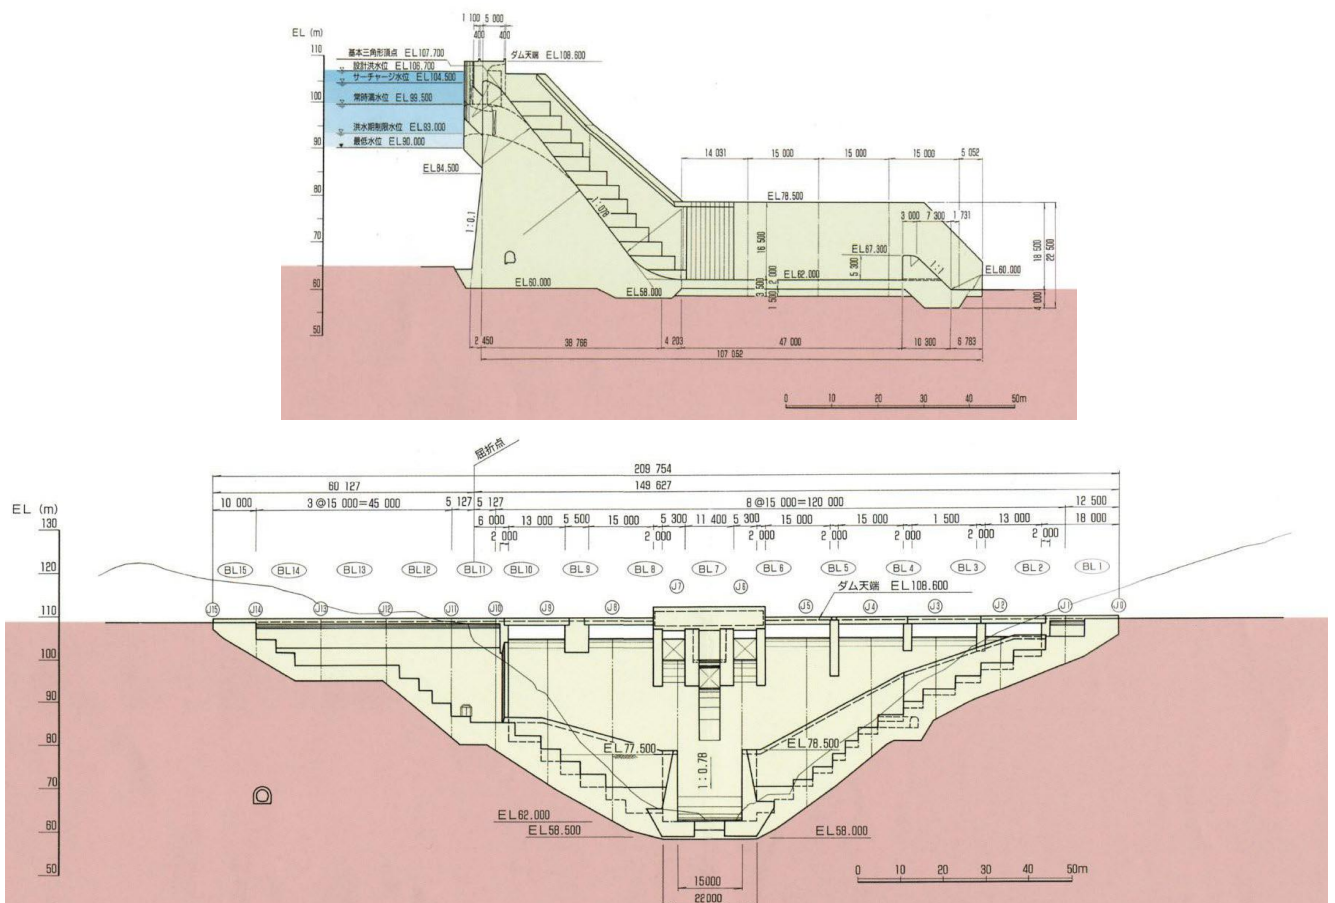 1 100 5 000
400 400
EL (m)
110
100
90
80
70
60
50
基本三角形頂点 EL107.700
ダム天端 EL108.600
設計洪水位 EL106.700
サーチャージ水位 EL104.500
常時満水位 EL99.500
洪水期制限水位 EL93.000
最低水位 EL90.000
EL84.500
1:0.1
1:0.78
14 031 15 000 15 000 15 000 5 052
EL78.500
3 000 7 300 1 731
16 500
EL67.300
5 300
1:1
18 500
22 500
EL60.000
EL62.000
EL60.000
EL58.000
3 500
2 000
1 500
4 000
2 450 38 766 4 203 47 000 10 300 6 783
107 052
0 10 20 30 40 50m
屈折点
209 754
60 127 149 627
10 000 3 @15 000=45 000 5 127 5 127 8 @15 000=120 000 12 500
6 000 13 000 5 500 15 000 5 300 11 400 5 300 15 000 15 000 1 500 13 000 18 000
2 000 2 000 2 000 2 000 2 000 2 000 2 000
EL (m)
130
120
110
100
90
80
70
60
50
BL15 BL14 BL13 BL12 BL11 BL10 BL9 BL8 BL7 BL6 BL5 BL4 BL3 BL2 BL1
ダム天端 EL108.600
J15 J14 J13 J12 J11 J10 J9 J8 J7 J6 J5 J4 J3 J2 J1 J0
EL77.500
EL78.500
1:0.78
EL62.000
EL58.500
EL58.000
15000
22000
0 10 20 30 40 50m